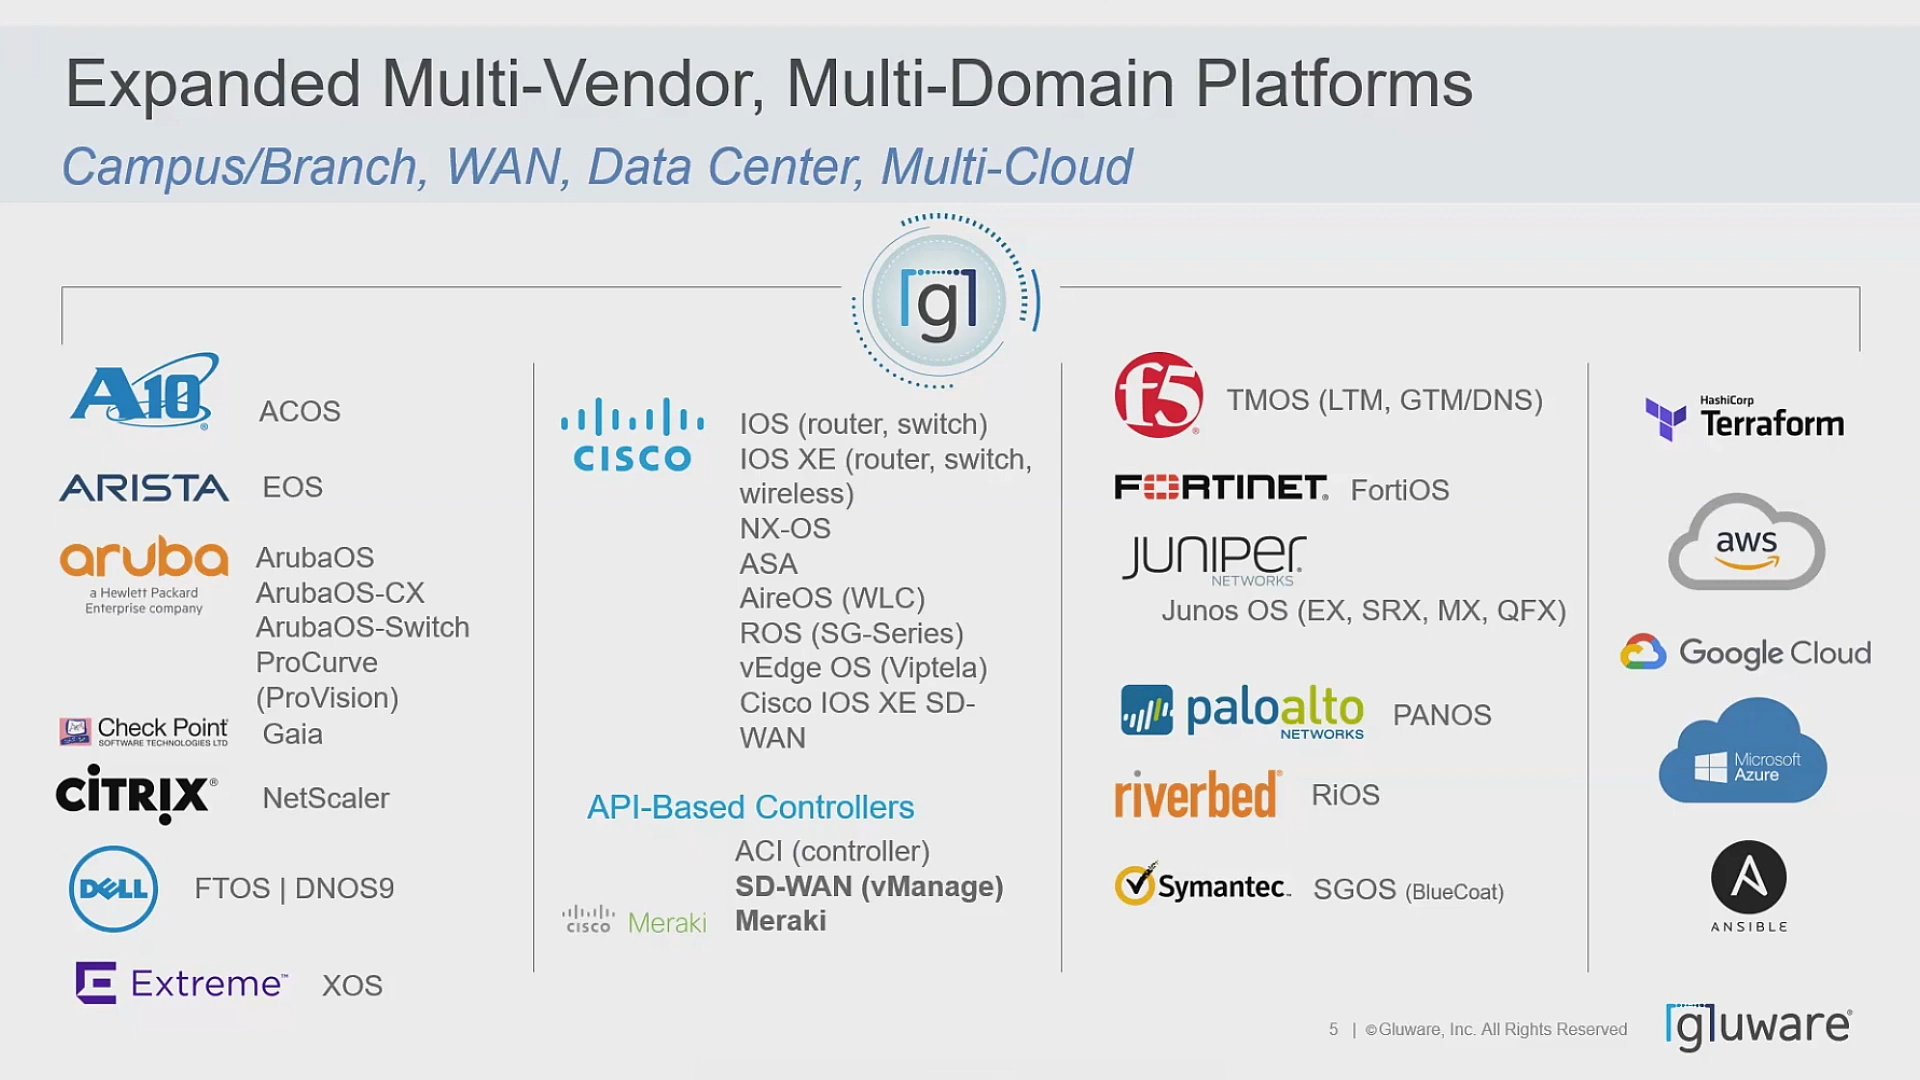 Expanded Multi-Vendor, Multi-Domain Platforms
Campus/Branch, WAN, Data Center, Multi-Cloud
[g]
A10® ACOS
ARISTA EOS
aruba
a Hewlett Packard
Enterprise company
ArubaOS
ArubaOS-CX
ArubaOS-Switch
ProCurve
(ProVision)
Check Point
SOFTWARE TECHNOLOGIES LTD
Gaia
CİTRIX® NetScaler
DELL FTOS | DNOS9
Extreme™ XOS
CISCO
IOS (router, switch)
IOS XE (router, switch,
wireless)
NX-OS
ASA
AireOS (WLC)
ROS (SG-Series)
vEdge OS (Viptela)
Cisco IOS XE SD-
WAN
API-Based Controllers
ACI (controller)
SD-WAN (vManage)
CISCO Meraki Meraki
f5® TMOS (LTM, GTM/DNS)
FORTINET® FortiOS
JUNIPER
NETWORKS
Junos OS (EX, SRX, MX, QFX)
paloalto
NETWORKS
PANOS
riverbed® RiOS
Symantec™ SGOS (BlueCoat)
HashiCorp
Terraform
aws
Google Cloud
Microsoft
Azure
A
ANSIBLE
5 | ©Gluware, Inc. All Rights Reserved
[g]luware®